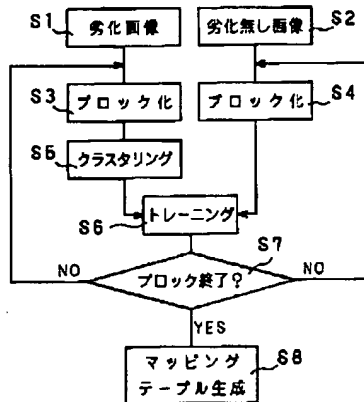 S1
劣化画像
劣化無し画像
S2
S3
ブロック化
ブロック化
S4
S5
クラスタリング
S6
トレーニング
S7
NO
ブロック終了?
NO
YES
マッピング
テーブル生成
S8